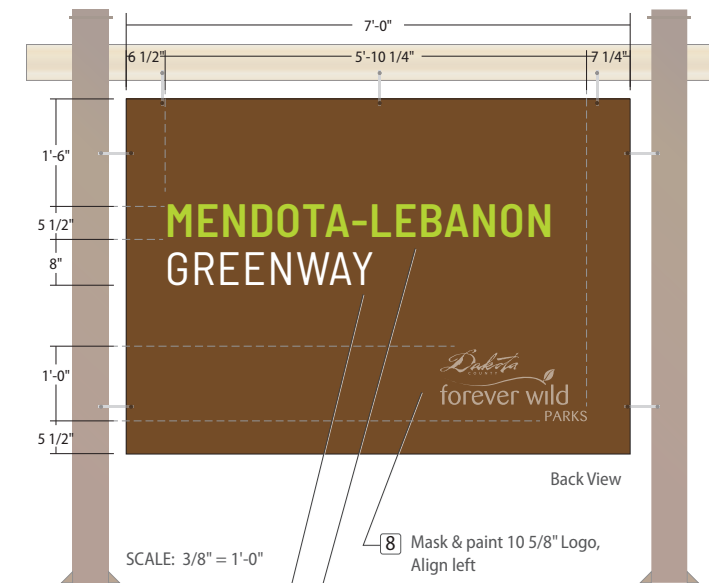 7'-0"
6 1/2"
5'-10 1/4"
7 1/4"
1'-6"
5 1/2"
8"
1'-0"
5 1/2"
MENDOTA-LEBANON
GREENWAY
Dakota
COUNTY
forever wild
PARKS
Back View
SCALE: 3/8" = 1'-0"
8 Mask & paint 10 5/8" Logo,
Align left